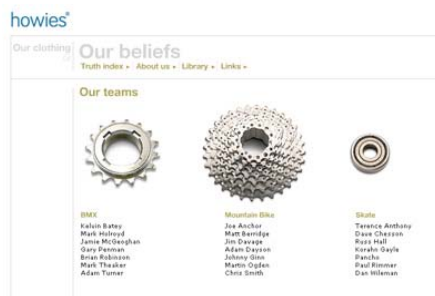 howies®
Our clothing
Our beliefs
Truth index
About us
Library
Links
Our teams
BMX
Kelvin Batey
Mark Holroyd
Jamie McGeoghan
Gary Penman
Brian Robinson
Mark Theaker
Adam Turner
Mountain Bike
Joe Anchor
Matt Berridge
Jim Davage
Adam Dayson
Johnny Ginn
Martin Ogden
Chris Smith
Skate
Terence Anthony
Dave Chesson
Russ Hall
Korahn Gayle
Pancho
Paul Rimmer
Dan Wileman